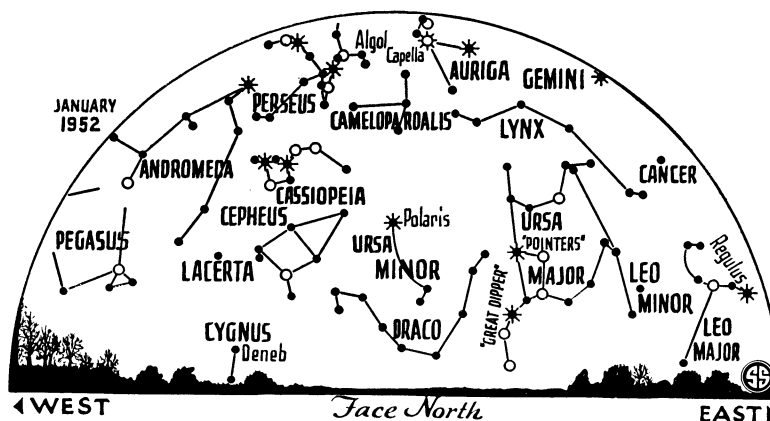 Algol
Capella
AURIGA
GEMINI
JANUARY
1952
PERSEUS
CAMELOPARDALIS
LYNX
ANDROMEDA
CASSIOPEIA
CANCER
CEPHEUS
Polaris
URSA
"POINTERS"
MAJOR
PEGASUS
LACERTA
URSA
MINOR
"GREAT DIPPER"
LEO
MINOR
Regulus
CYGNUS
Deneb
DRACO
LEO
MAJOR
SS
WEST
Face North
EAST